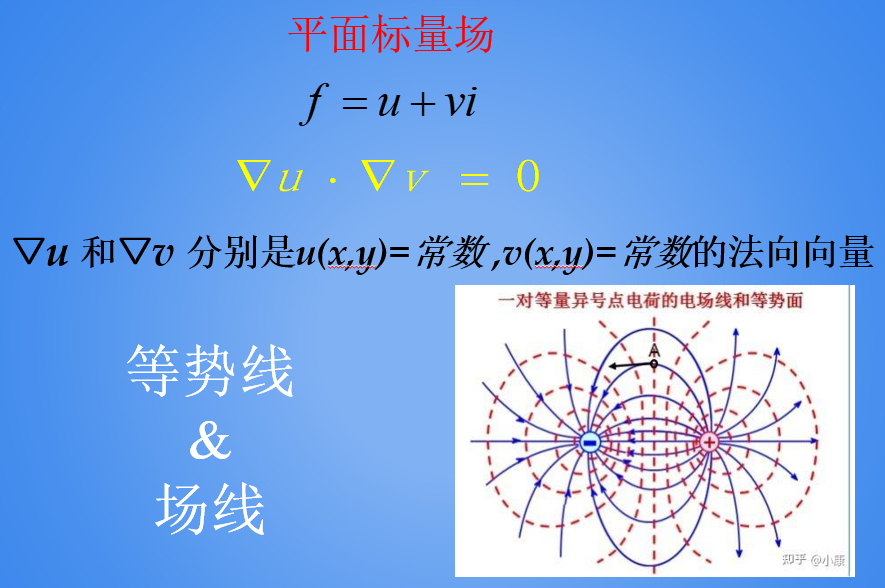 平面标量场
f = u + vi
∇u · ∇v = 0
∇u 和∇v 分别是u(x,y)=常数,v(x,y)=常数的法向向量
一对等量异号点电荷的电场线和等势面
A
等势线
&
场线
知乎 @小康